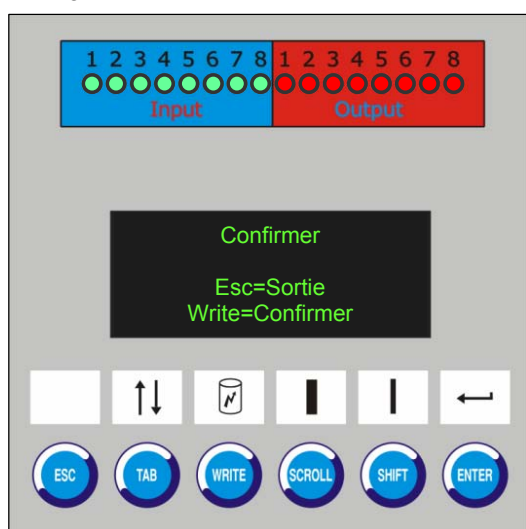 1 2 3 4 5 6 7 8 1 2 3 4 5 6 7 8
Input Output
Confirmer
Esc=Sortie
Write=Confirmer
ESC TAB WRITE SCROLL SHIFT ENTER